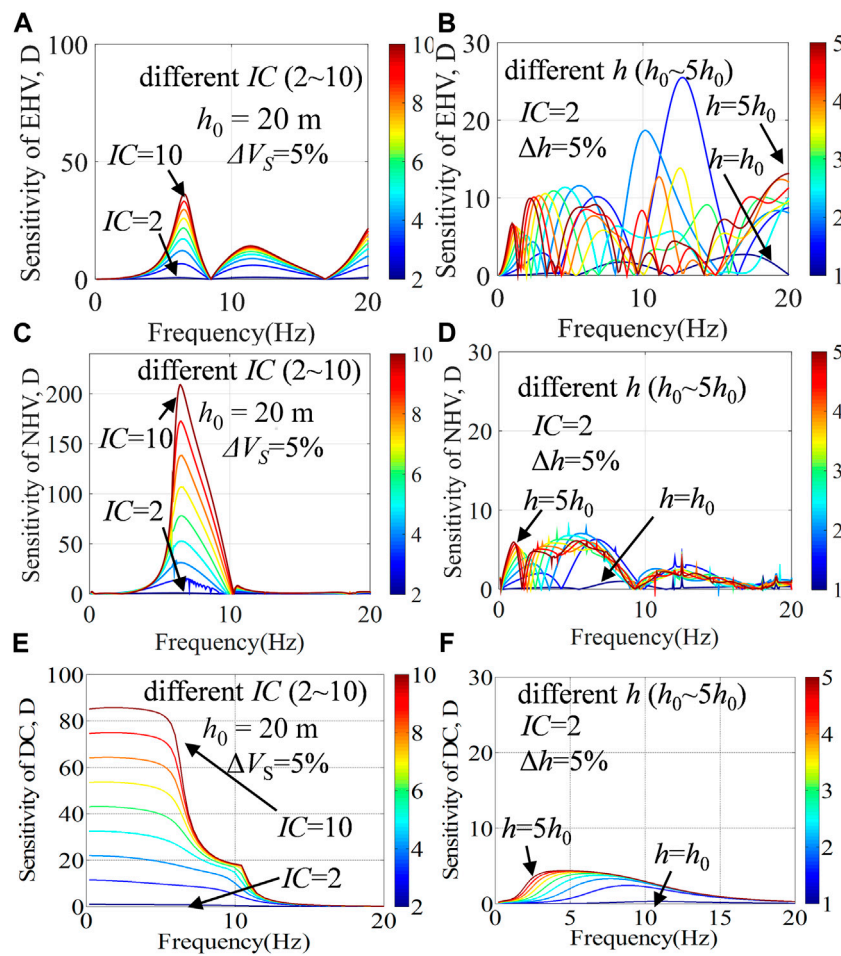 A
Sensitivity of EHV, D
100
50
0
different IC (2~10)
h0 = 20 m
ΔVS=5%
IC=10
IC=2
0
10
20
Frequency(Hz)
10
8
6
4
2
B
Sensitivity of EHV, D
30
20
10
0
different h (h0~5h0)
IC=2
Δh=5%
h=5h0
h=h0
0
10
20
Frequency(Hz)
5
4
3
2
1
C
Sensitivity of NHV, D
200
150
100
50
0
different IC (2~10)
h0 = 20 m
ΔVS=5%
IC=10
IC=2
0
10
20
Frequency(Hz)
10
8
6
4
2
D
Sensitivity of NHV, D
30
20
10
0
different h (h0~5h0)
IC=2
Δh=5%
h=5h0
h=h0
0
10
20
Frequency(Hz)
5
4
3
2
1
E
Sensitivity of DC, D
100
80
60
40
20
0
different IC (2~10)
h0 = 20 m
ΔVS=5%
IC=10
IC=2
0
10
20
Frequency(Hz)
10
8
6
4
2
F
Sensitivity of DC, D
30
20
10
0
different h (h0~5h0)
IC=2
Δh=5%
h=5h0
h=h0
0
5
10
15
20
Frequency(Hz)
5
4
3
2
1